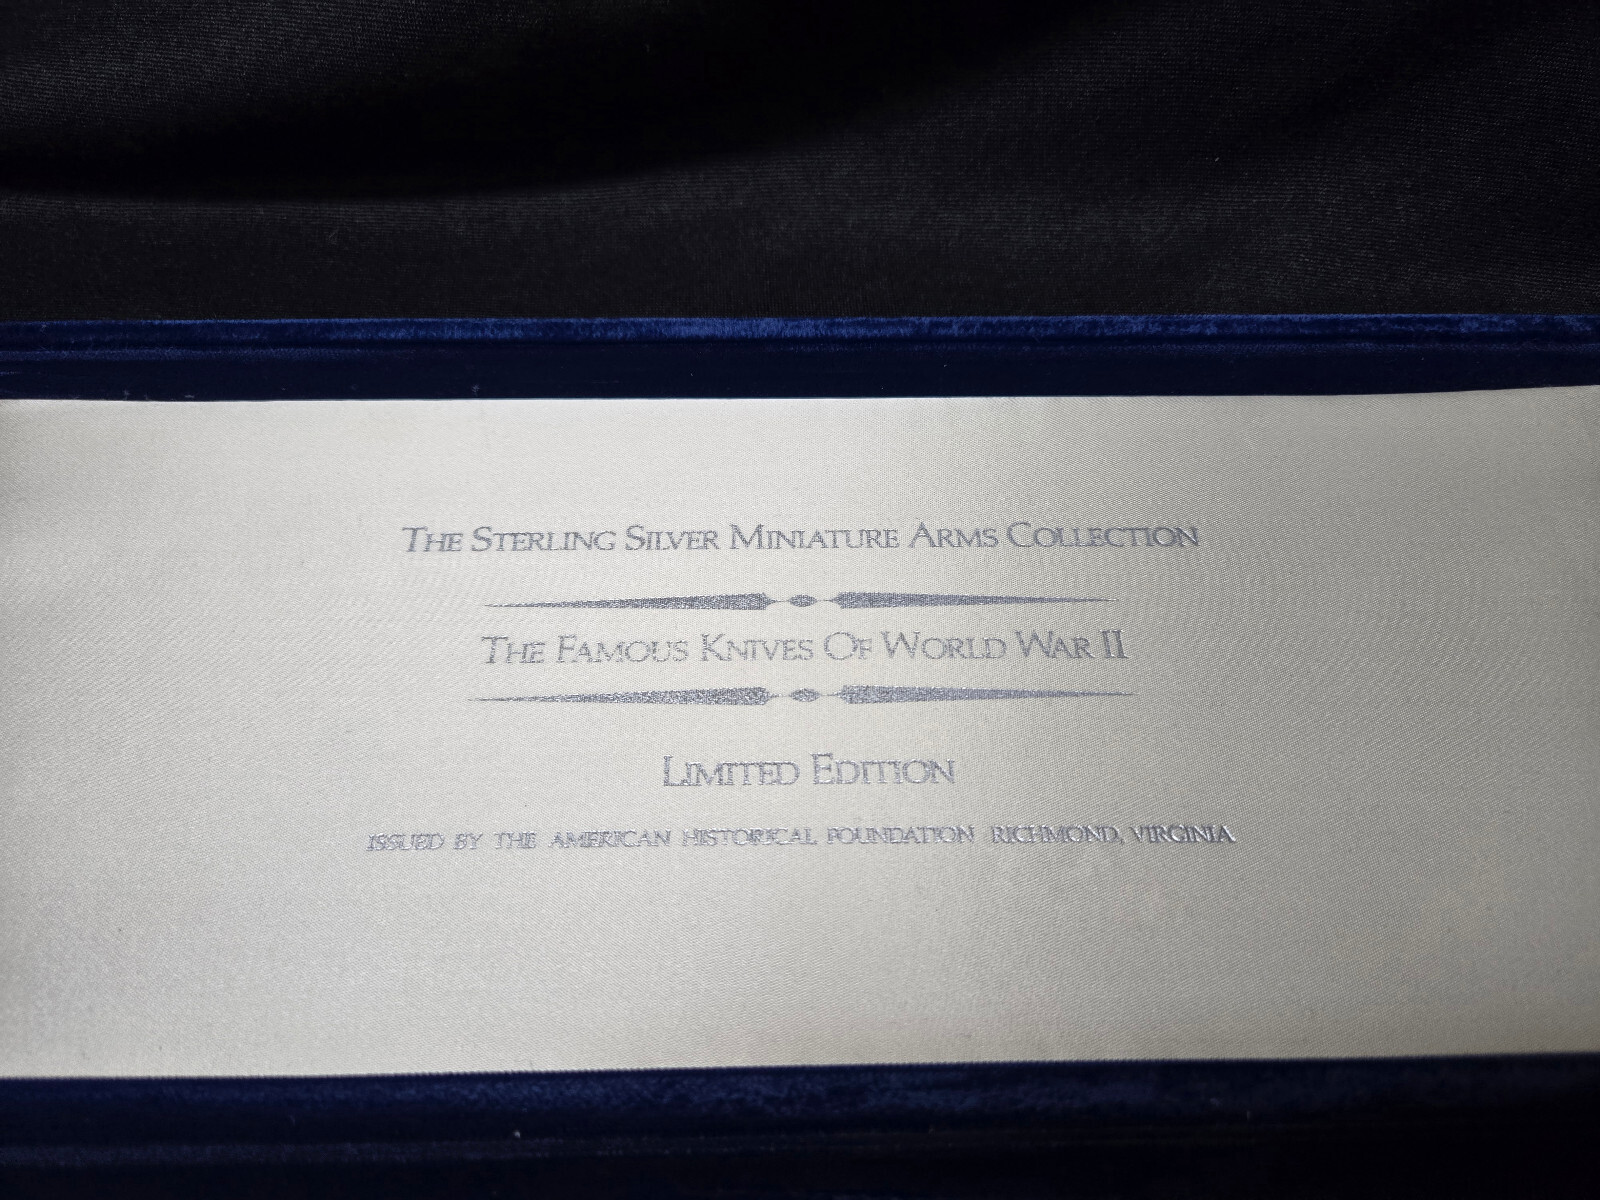 The Sterling Silver Miniature Arms Collection
The Famous Knives Of World War II
Limited Edition
ISSUED BY THE AMERICAN HISTORICAL FOUNDATION RICHMOND, VIRGINIA